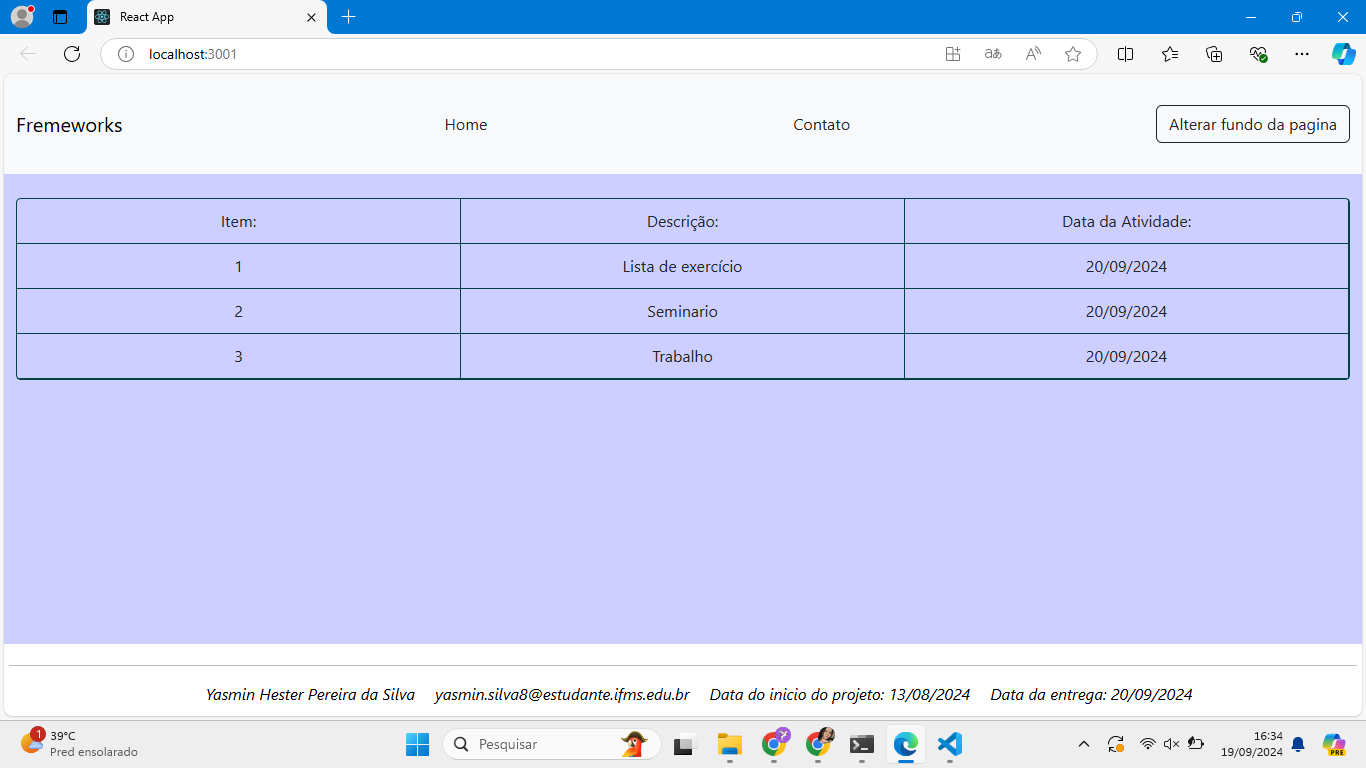 React App
localhost:3001
Fremeworks Home Contato Alterar fundo da pagina
Item: Descrição: Data da Atividade:
1 Lista de exercício 20/09/2024
2 Seminario 20/09/2024
3 Trabalho 20/09/2024
Yasmin Hester Pereira da Silva yasmin.silva8@estudante.ifms.edu.br Data do inicio do projeto: 13/08/2024 Data da entrega: 20/09/2024
1 39°C
Pred ensolarado
Pesquisar
PRE
16:34
19/09/2024